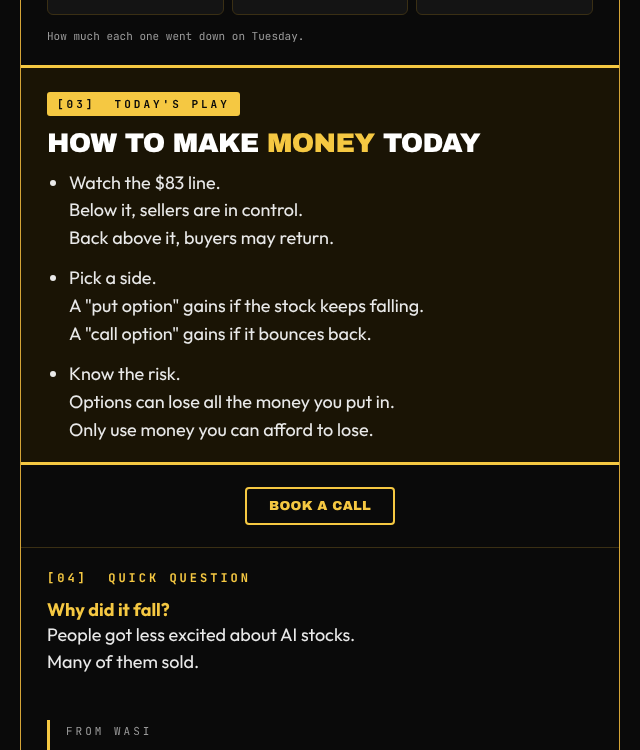 How much each one went down on Tuesday.
[03] TODAY'S PLAY
HOW TO MAKE MONEY TODAY
• Watch the $83 line.
Below it, sellers are in control.
Back above it, buyers may return.
• Pick a side.
A "put option" gains if the stock keeps falling.
A "call option" gains if it bounces back.
• Know the risk.
Options can lose all the money you put in.
Only use money you can afford to lose.
BOOK A CALL
[04] QUICK QUESTION
Why did it fall?
People got less excited about AI stocks.
Many of them sold.
FROM WASI